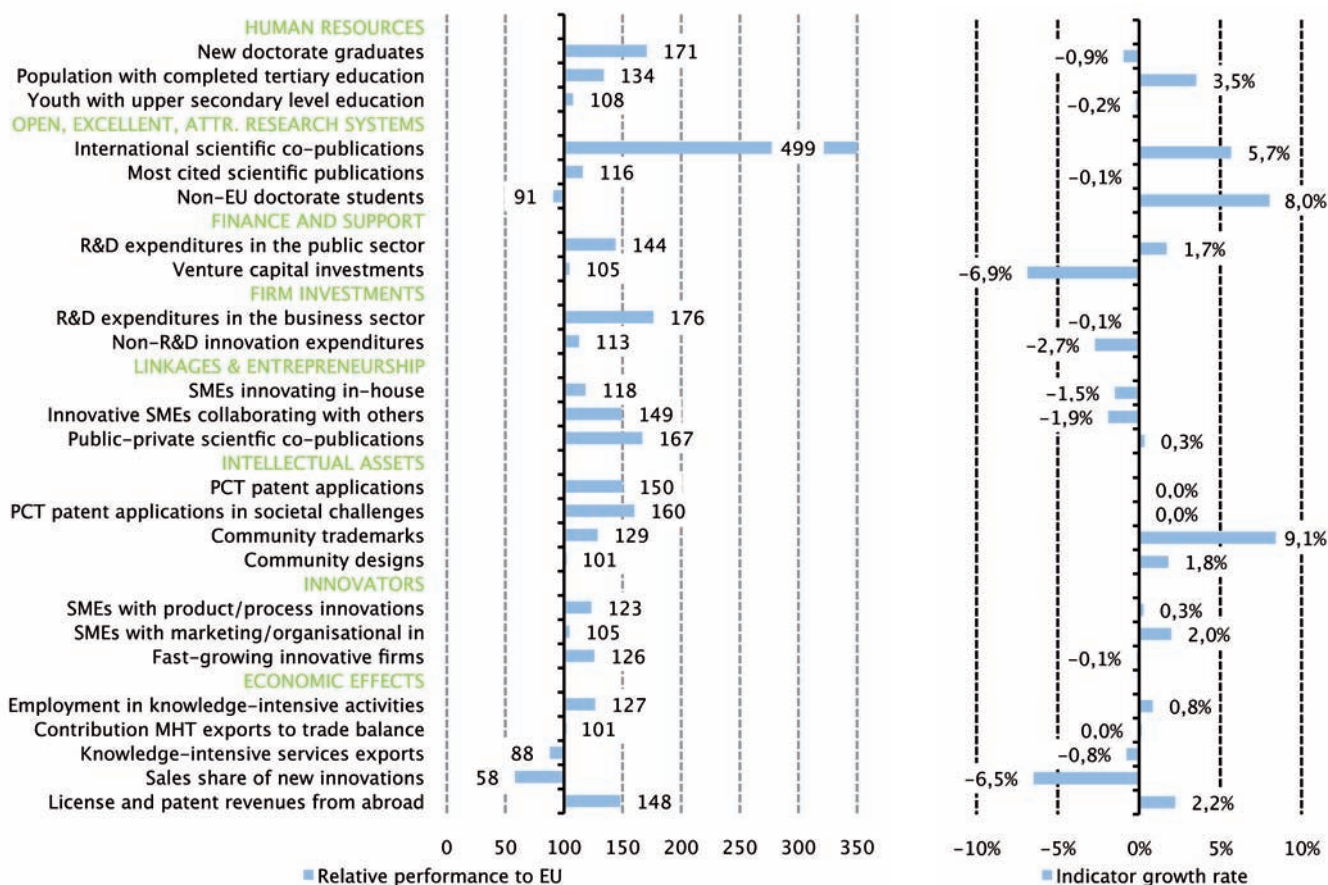 HUMAN RESOURCES
New doctorate graduates 171 -0,9%
Population with completed tertiary education 134 3,5%
Youth with upper secondary level education 108 -0,2%
OPEN, EXCELLENT, ATTR. RESEARCH SYSTEMS
International scientific co-publications 499 5,7%
Most cited scientific publications 116 -0,1%
Non-EU doctorate students 91 8,0%
FINANCE AND SUPPORT
R&D expenditures in the public sector 144 1,7%
Venture capital investments 105 -6,9%
FIRM INVESTMENTS
R&D expenditures in the business sector 176 -0,1%
Non-R&D innovation expenditures 113 -2,7%
LINKAGES & ENTREPRENEURSHIP
SMEs innovating in-house 118 -1,5%
Innovative SMEs collaborating with others 149 -1,9%
Public-private scientfic co-publications 167 0,3%
INTELLECTUAL ASSETS
PCT patent applications 150 0,0%
PCT patent applications in societal challenges 160 0,0%
Community trademarks 129 9,1%
Community designs 101 1,8%
INNOVATORS
SMEs with product/process innovations 123 0,3%
SMEs with marketing/organisational in 105 2,0%
Fast-growing innovative firms 126 -0,1%
ECONOMIC EFFECTS
Employment in knowledge-intensive activities 127 0,8%
Contribution MHT exports to trade balance 101 0,0%
Knowledge-intensive services exports 88 -0,8%
Sales share of new innovations 58 -6,5%
License and patent revenues from abroad 148 2,2%
0 50 100 150 200 250 300 350 -10% -5% 0% 5% 10%
Relative performance to EU Indicator growth rate